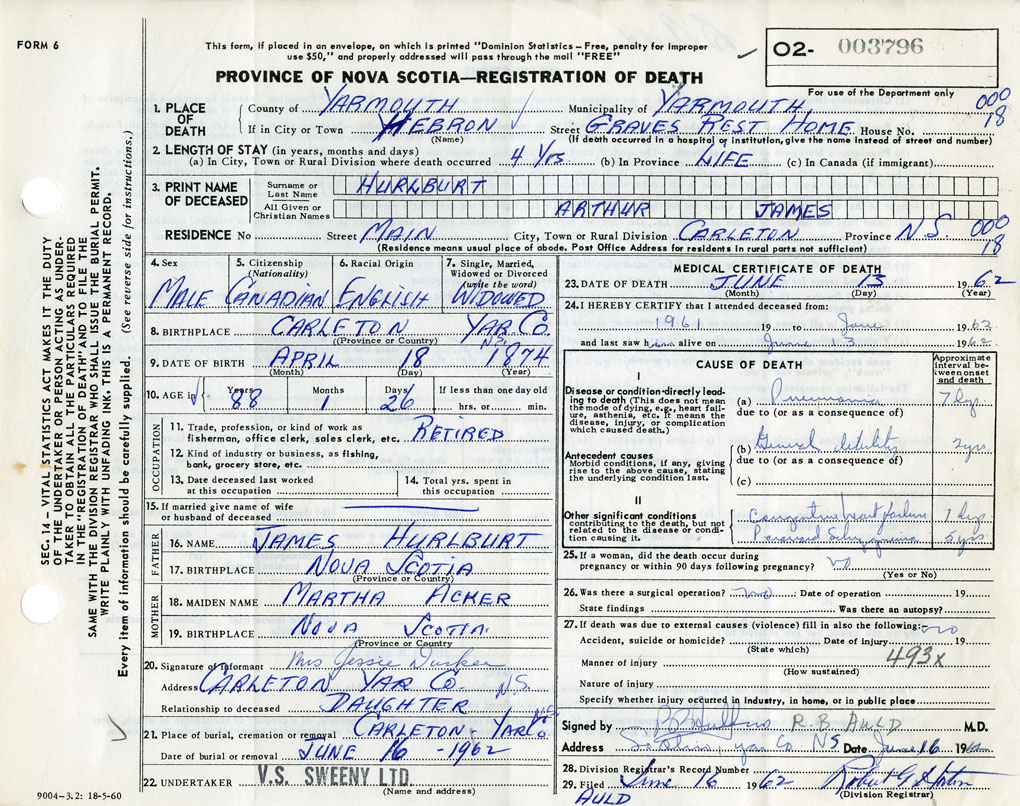 FORM 6
This form, if placed in an envelope, on which is printed "Dominion Statistics - Free, penalty for improper
use $50," and properly addressed will pass through the mail "FREE"
O2- 003796
For use of the Department only
PROVINCE OF NOVA SCOTIA—REGISTRATION OF DEATH
000
18
1. PLACE OF DEATH
County of YARMOUTH Municipality of YARMOUTH
If in City or Town HEBRON Street GRAVES REST HOME House No.
(Name) (If death occurred in a hospital or institution, give name instead of street and number)
2. LENGTH OF STAY (in years, months and days)
(a) In City, Town or Rural Division where death occurred 4 Yrs. (b) In Province LIFE (c) In Canada (if immigrant)
3. PRINT NAME OF DECEASED
Surname or Last Name HURLBURT
All Given or Christian Names ARTHUR JAMES
RESIDENCE No Street MAIN City, Town or Rural Division CARLETON Province N.S. 000
18
(Residence means usual place of abode. Post Office Address for residents in rural parts not sufficient)
SEC. 14 - VITAL STATISTICS ACT MAKES IT THE DUTY
OF THE UNDERTAKER OR PERSON ACTING AS UNDER-
TAKER TO OBTAIN ALL THE PARTICULARS REQUIRED
IN THE "REGISTRATION OF DEATH" AND TO FILE THE
SAME WITH THE DIVISION REGISTRAR WHO SHALL ISSUE THE BURIAL PERMIT.
WRITE PLAINLY WITH UNFADING INK. THIS IS A PERMANENT RECORD.
Every item of information should be carefully supplied. (See reverse side for instructions.)
4. Sex
MALE
5. Citizenship
(Nationality)
CANADIAN
6. Racial Origin
ENGLISH
7. Single, Married,
Widowed or Divorced
(write the word)
WIDOWED
8. BIRTHPLACE CARLETON YAR Co.
N.S.
(Province or Country)
9. DATE OF BIRTH APRIL 18 1874
(Month) (Day) (Year)
10. AGE in
Years Months Days If less than one day old
88 1 26 hrs. or min.
OCCUPATION
11. Trade, profession, or kind of work as
fisherman, office clerk, sales clerk, etc. RETIRED
12. Kind of industry or business, as fishing,
bank, grocery store, etc.
13. Date deceased last worked
at this occupation
14. Total yrs. spent in
this occupation
15. If married give name of wife
or husband of deceased
FATHER
16. NAME JAMES HURLBURT
17. BIRTHPLACE NOVA SCOTIA
(Province or Country)
MOTHER
18. MAIDEN NAME MARTHA ACKER
19. BIRTHPLACE NOVA SCOTIA
(Province or Country)
20. Signature of informant Mrs Jessie
Address CARLETON YAR Co. N.S.
Relationship to deceased DAUGHTER
21. Place of burial, cremation or removal CARLETON YAR Co
N.S.
Date of burial or removal JUNE 16 - 1962
22. UNDERTAKER V.S. SWEENY LTD.
(Name and address)
9004-3.2: 18-5-60
MEDICAL CERTIFICATE OF DEATH
23. DATE OF DEATH JUNE 13 1962
(Month) (Day) (Year)
24. I HEREBY CERTIFY that I attended deceased from:
1961 19 to June 1962
and last saw him alive on June 13 1962
CAUSE OF DEATH
Approximate
interval be-
tween onset
and death
I
Disease or condition directly lead-
ing to death (This does not mean
the mode of dying, e.g., heart fail-
ure, asthenia, etc. It means the
disease, injury, or complication
which caused death.)
(a) Pneumonia 7 dys.
due to (or as a consequence of)
Antecedent causes
Morbid conditions, if any, giving
rise to the above cause, stating
the underlying condition last.
(b) General debility 2 yrs.
due to (or as a consequence of)
(c)
II
Other significant conditions
contributing to the death, but not
related to the disease or condi-
tion causing it.
Congestive heart failure 7 dys
Paranoid Schizophrenia 5 yrs.
25. If a woman, did the death occur during
pregnancy or within 90 days following pregnancy? no
(Yes or No)
26. Was there a surgical operation? no Date of operation 19
State findings Was there an autopsy?
27. If death was due to external causes (violence) fill in also the following: no
Accident, suicide or homicide? Date of injury 19
(State which)
493x
Manner of injury
(How sustained)
Nature of injury
Specify whether injury occurred in industry, in home, or in public place
Signed by R. B. AULD M.D.
Address yar Co NS Date June 16 196
28. Division Registrar's Record Number
29. Filed June 16 1962
(Division Registrar)
AULD